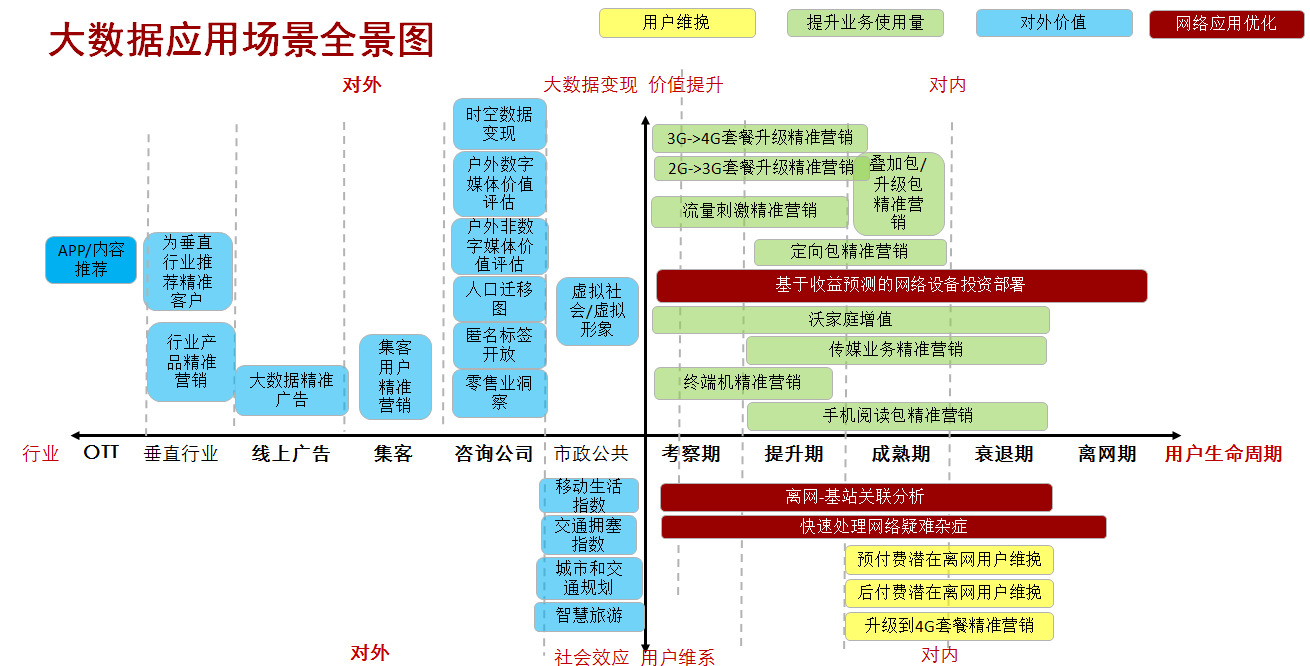 大数据应用场景全景图
用户维挽
提升业务使用量
对外价值
网络应用优化
对外
大数据变现
价值提升
对内
时空数据
变现
户外数字
媒体价值
评估
户外非数
字媒体价
值评估
人口迁移
图
匿名标签
开放
零售业洞
察
APP/内容
推荐
为垂直
行业推
荐精准
客户
行业产
品精准
营销
大数据精准
广告
集客
用户
精准
营销
虚拟社
会/虚拟
形象
3G->4G套餐升级精准营销
2G->3G套餐升级精准营销
叠加包/
升级包
精准营
销
流量刺激精准营销
定向包精准营销
基于收益预测的网络设备投资部署
沃家庭增值
传媒业务精准营销
终端机精准营销
手机阅读包精准营销
行业
OTT
垂直行业
线上广告
集客
咨询公司
市政公共
考察期
提升期
成熟期
衰退期
离网期
用户生命周期
移动生活
指数
交通拥塞
指数
城市和交
通规划
智慧旅游
离网-基站关联分析
快速处理网络疑难杂症
预付费潜在离网用户维挽
后付费潜在离网用户维挽
升级到4G套餐精准营销
对外
社会效应
用户维系
对内